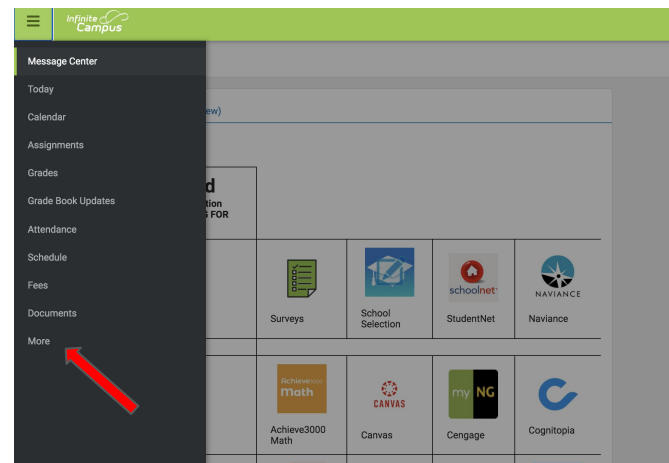 Infinite
Campus
Message Center
Today
Calendar
Assignments
Grades
Grade Book Updates
Attendance
Schedule
Fees
Documents
More
ew)
d
tion
FOR
schoolnet
NAVIANCE
Surveys
School
Selection
StudentNet
Naviance
Achieve3000
Math
CANVAS
my NG
Achieve3000
Math
Canvas
Cengage
Cognitopia